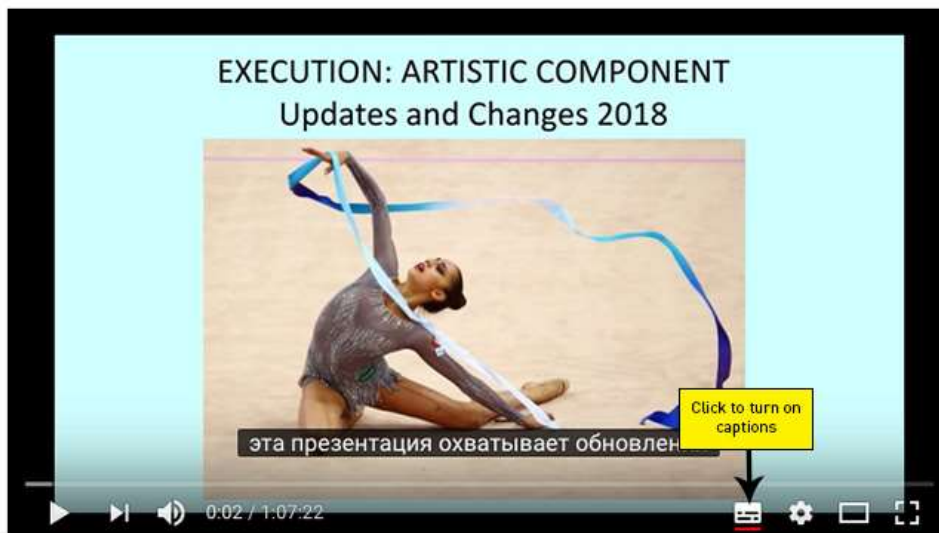 EXECUTION: ARTISTIC COMPONENT
Updates and Changes 2018
Click to turn on
captions
эта презентация охватывает
0:02 / 1:07:22